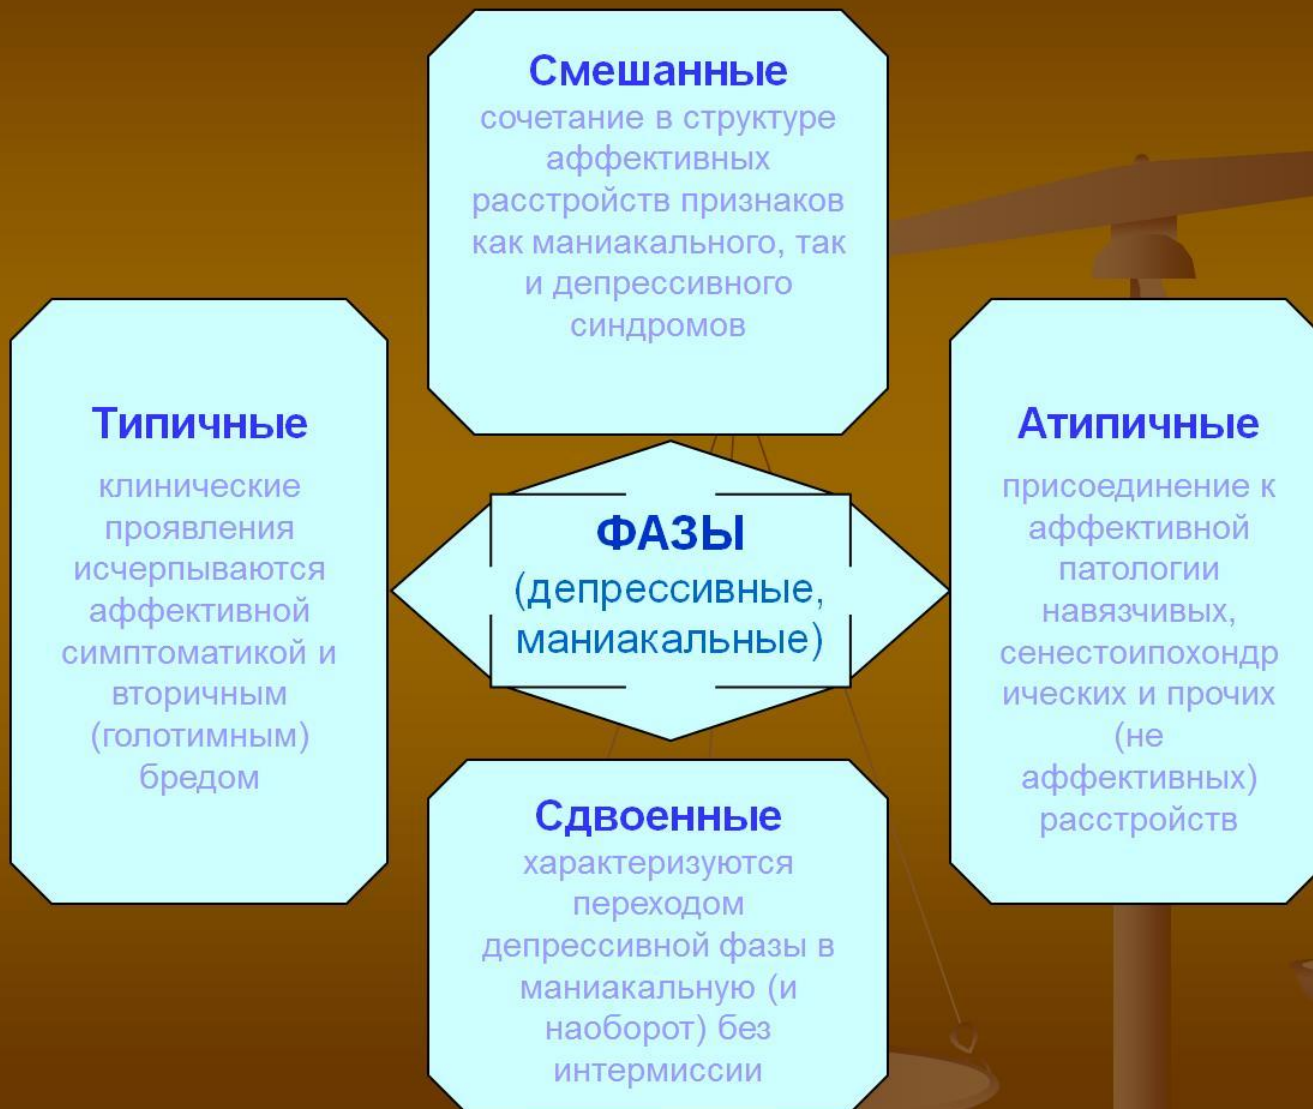 Смешанные
сочетание в структуре
аффективных
расстройств признаков
как маниакального, так
и депрессивного
синдромов
Типичные
клинические
проявления
исчерпываются
аффективной
симптоматикой и
вторичным
(голотимным)
бредом
ФАЗЫ
(депрессивные,
маниакальные)
Атипичные
присоединение к
аффективной
патологии
навязчивых,
сенестоипохондр
ических и прочих
(не
аффективных)
расстройств
Сдвоенные
характеризуются
переходом
депрессивной фазы в
маниакальную (и
наоборот) без
интермиссии